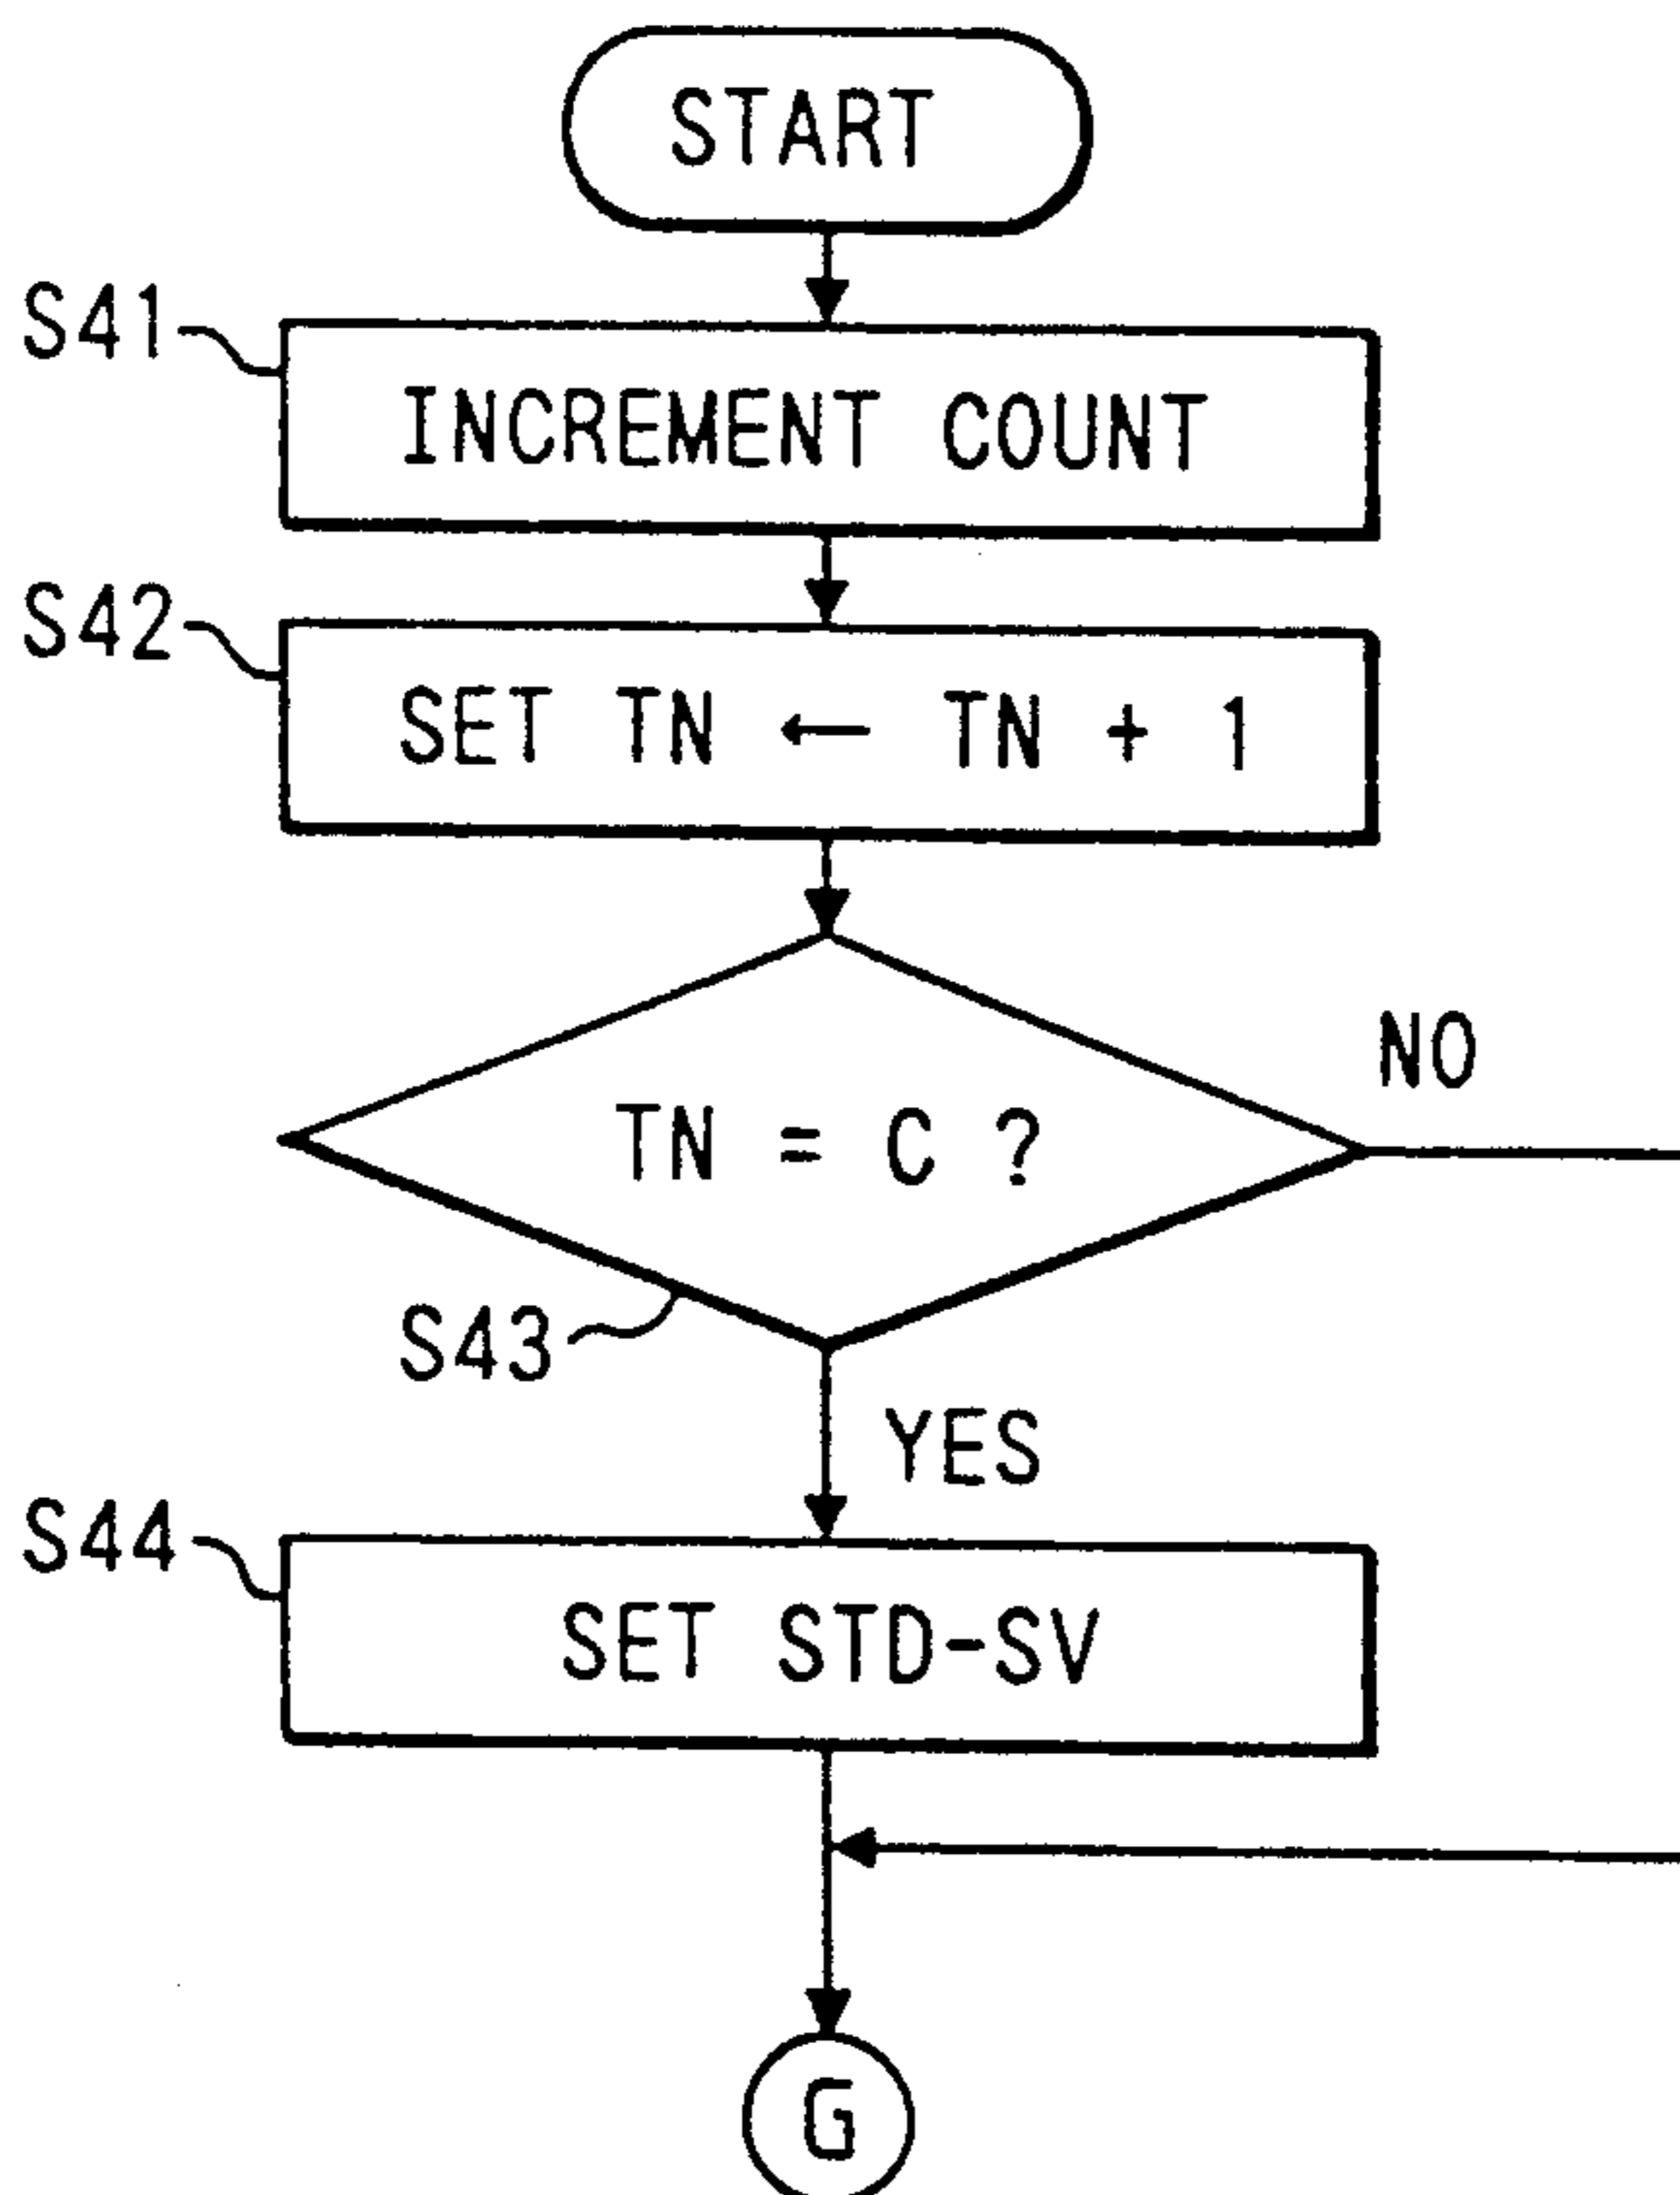 START
S41
INCREMENT COUNT
S42
SET TN ← TN + 1
NO
TN = C ?
S43
YES
S44
SET STD-SV
G